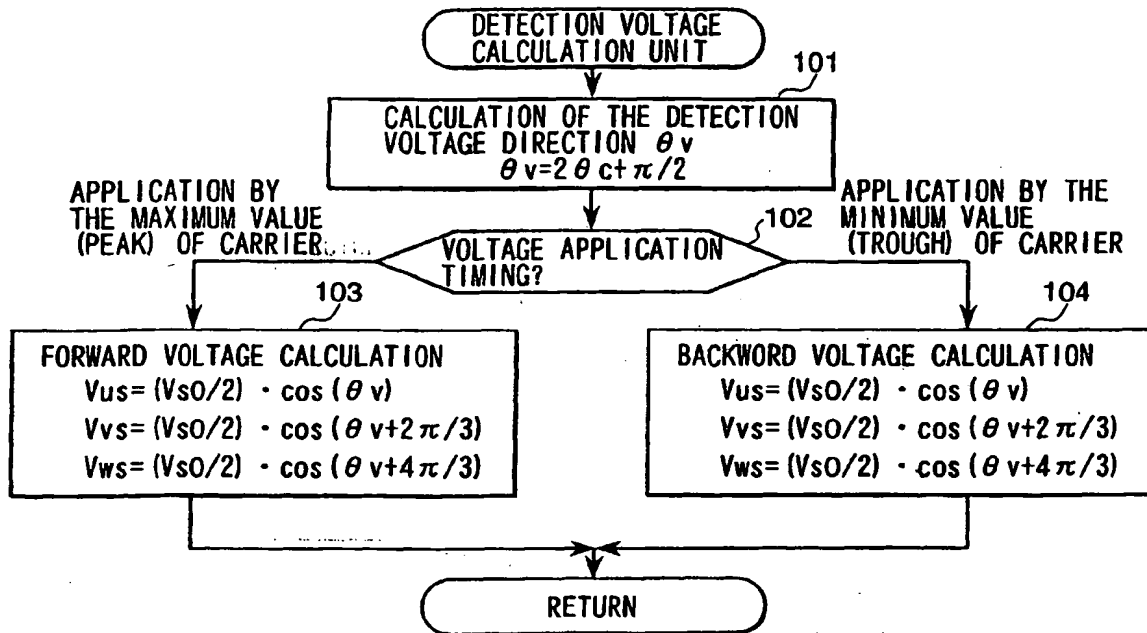 DETECTION VOLTAGE
CALCULATION UNIT
101
CALCULATION OF THE DETECTION
VOLTAGE DIRECTION θv
θv=2θc+π/2
APPLICATION BY
THE MAXIMUM VALUE
(PEAK) OF CARRIER
102
VOLTAGE APPLICATION
TIMING?
APPLICATION BY THE
MINIMUM VALUE
(TROUGH) OF CARRIER
103
FORWARD VOLTAGE CALCULATION
Vus=(Vs0/2)・cos(θv)
Vvs=(Vs0/2)・cos(θv+2π/3)
Vws=(Vs0/2)・cos(θv+4π/3)
104
BACKWORD VOLTAGE CALCULATION
Vus=(Vs0/2)・cos(θv)
Vvs=(Vs0/2)・cos(θv+2π/3)
Vws=(Vs0/2)・cos(θv+4π/3)
RETURN